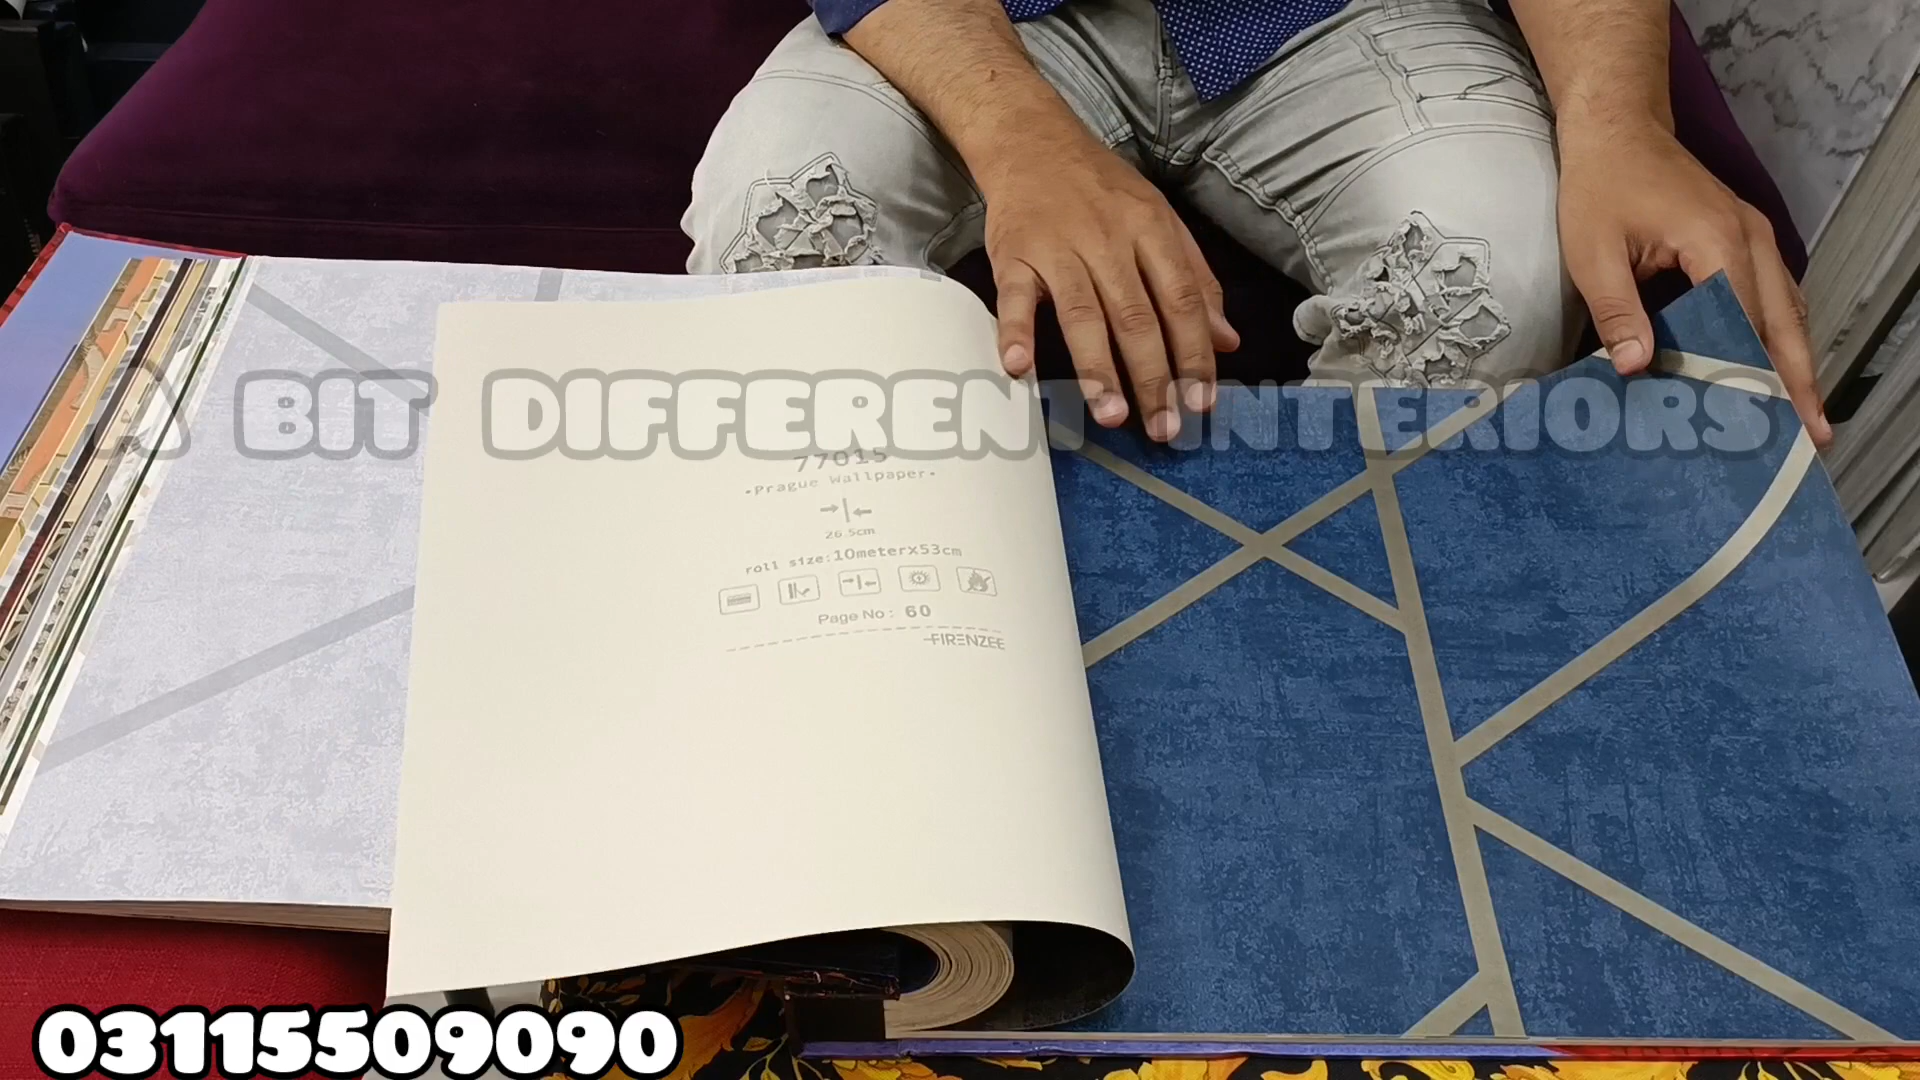 A BIT DIFFERENT INTERIORS
77015
•Prague Wallpaper•
26.5cm
roll size:10meterx53cm
Page No: 60
FIRENZEE
03115509090